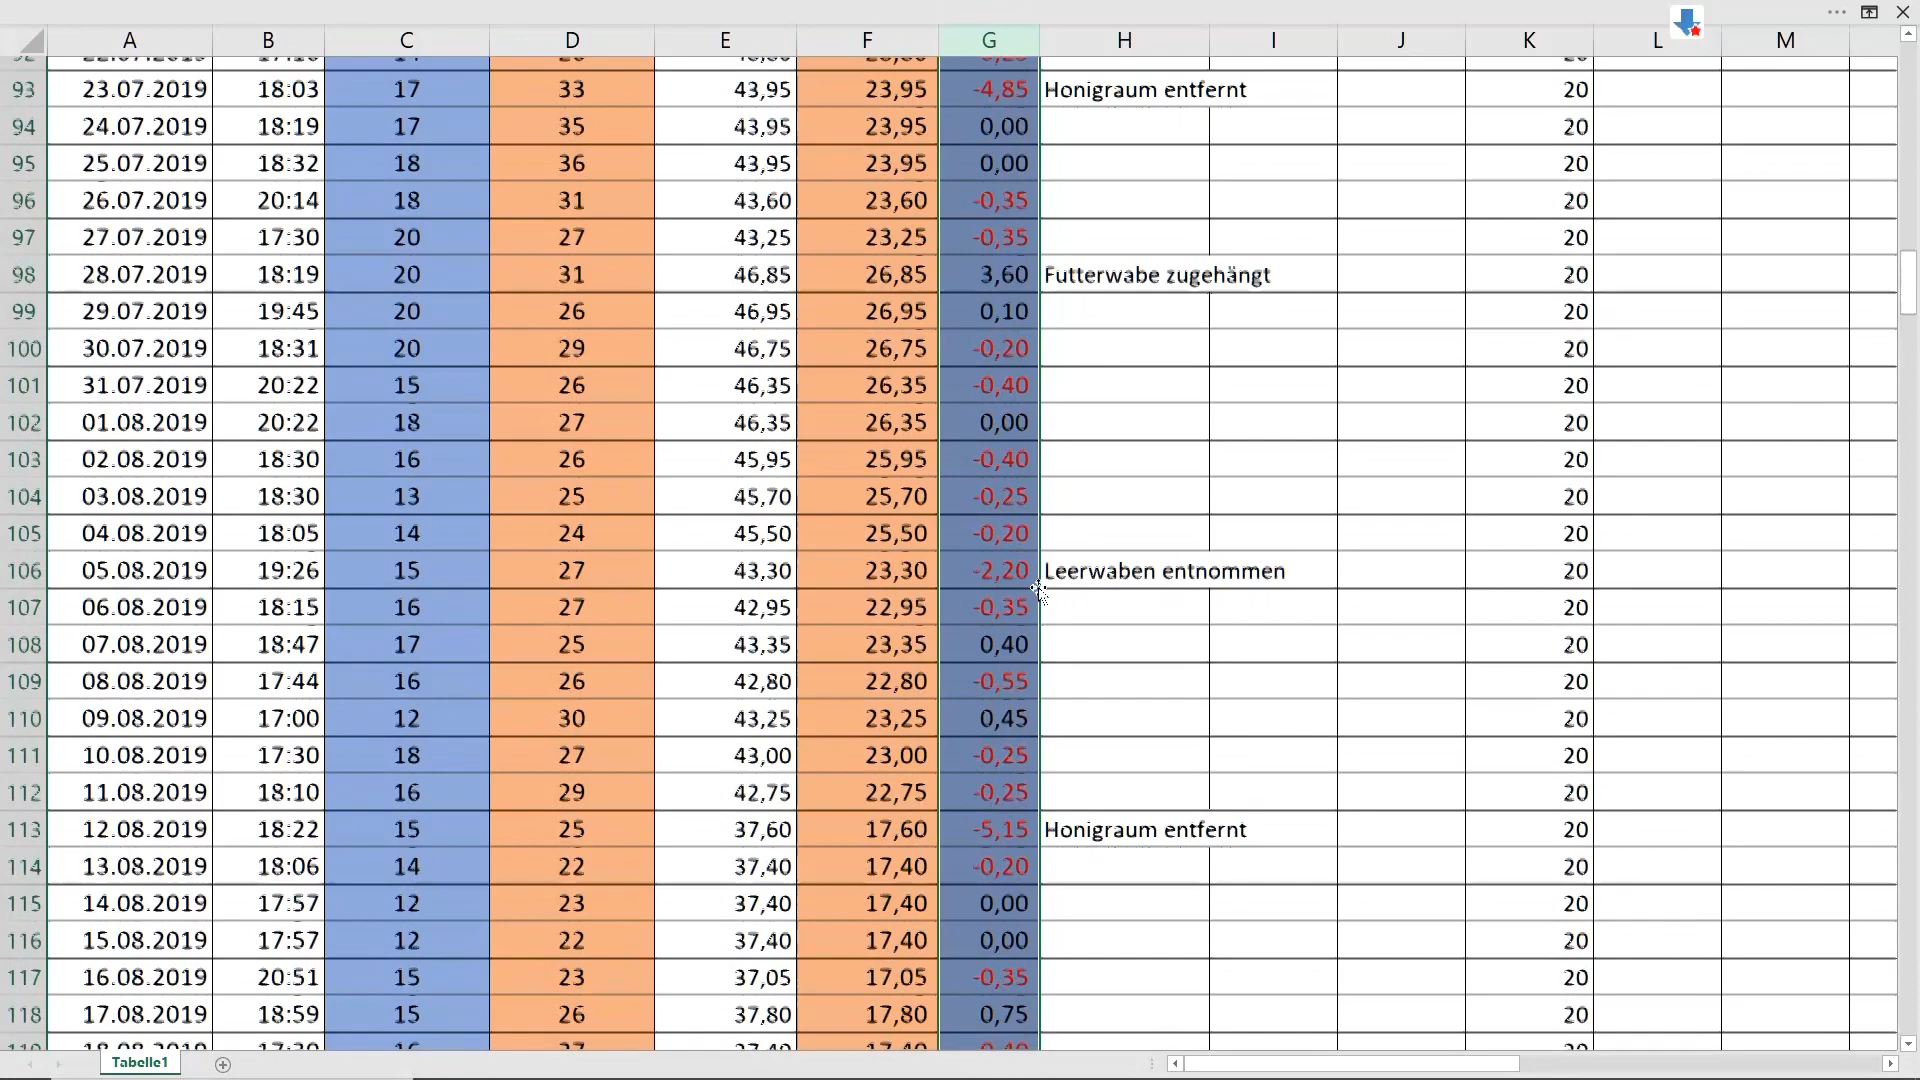 A B C D E F G H I J K L M
93 23.07.2019 18:03 17 33 43,95 23,95 -4,85 Honigraum entfernt 20
94 24.07.2019 18:19 17 35 43,95 23,95 0,00 20
95 25.07.2019 18:32 18 36 43,95 23,95 0,00 20
96 26.07.2019 20:14 18 31 43,60 23,60 -0,35 20
97 27.07.2019 17:30 20 27 43,25 23,25 -0,35 20
98 28.07.2019 18:19 20 31 46,85 26,85 3,60 Futterwabe zugehängt 20
99 29.07.2019 19:45 20 26 46,95 26,95 0,10 20
100 30.07.2019 18:31 20 29 46,75 26,75 -0,20 20
101 31.07.2019 20:22 15 26 46,35 26,35 -0,40 20
102 01.08.2019 20:22 18 27 46,35 26,35 0,00 20
103 02.08.2019 18:30 16 26 45,95 25,95 -0,40 20
104 03.08.2019 18:30 13 25 45,70 25,70 -0,25 20
105 04.08.2019 18:05 14 24 45,50 25,50 -0,20 20
106 05.08.2019 19:26 15 27 43,30 23,30 -2,20 Leerwaben entnommen 20
107 06.08.2019 18:15 16 27 42,95 22,95 -0,35 20
108 07.08.2019 18:47 17 25 43,35 23,35 0,40 20
109 08.08.2019 17:44 16 26 42,80 22,80 -0,55 20
110 09.08.2019 17:00 12 30 43,25 23,25 0,45 20
111 10.08.2019 17:30 18 27 43,00 23,00 -0,25 20
112 11.08.2019 18:10 16 29 42,75 22,75 -0,25 20
113 12.08.2019 18:22 15 25 37,60 17,60 -5,15 Honigraum entfernt 20
114 13.08.2019 18:06 14 22 37,40 17,40 -0,20 20
115 14.08.2019 17:57 12 23 37,40 17,40 0,00 20
116 15.08.2019 17:57 12 22 37,40 17,40 0,00 20
117 16.08.2019 20:51 15 23 37,05 17,05 -0,35 20
118 17.08.2019 18:59 15 26 37,80 17,80 0,75 20
Tabelle1